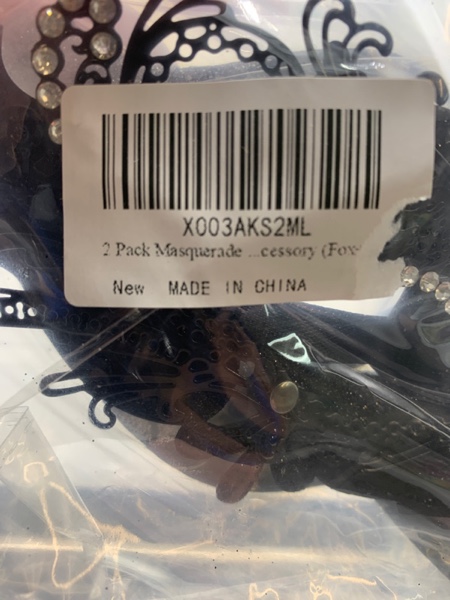 X003AKS2ML
2 Pack Masquerade ...cessory (Fox-
New MADE IN CHINA